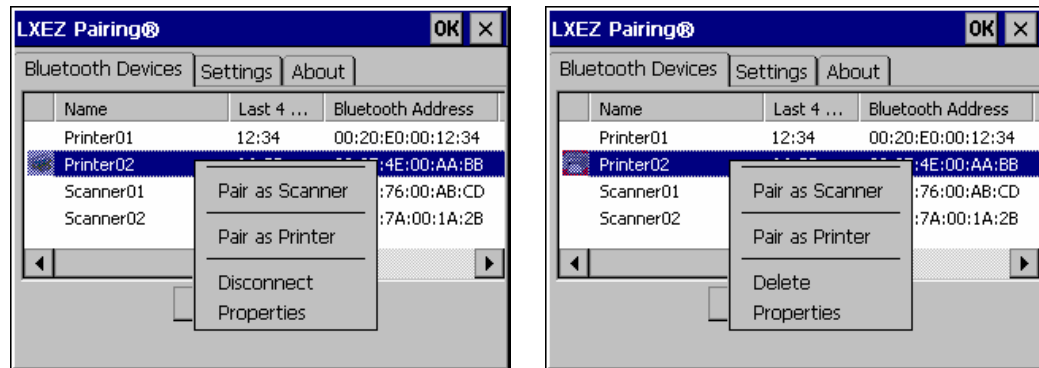 LXEZ Pairing® OK ×
Bluetooth Devices Settings About
Name Last 4 ... Bluetooth Address
Printer01 12:34 00:20:E0:00:12:34
Printer02 :4E:00:AA:BB
Scanner01 :76:00:AB:CD
Scanner02 :7A:00:1A:2B
Pair as Scanner
Pair as Printer
Disconnect
Properties
LXEZ Pairing® OK ×
Bluetooth Devices Settings About
Name Last 4 ... Bluetooth Address
Printer01 12:34 00:20:E0:00:12:34
Printer02 :4E:00:AA:BB
Scanner01 :76:00:AB:CD
Scanner02 :7A:00:1A:2B
Pair as Scanner
Pair as Printer
Delete
Properties